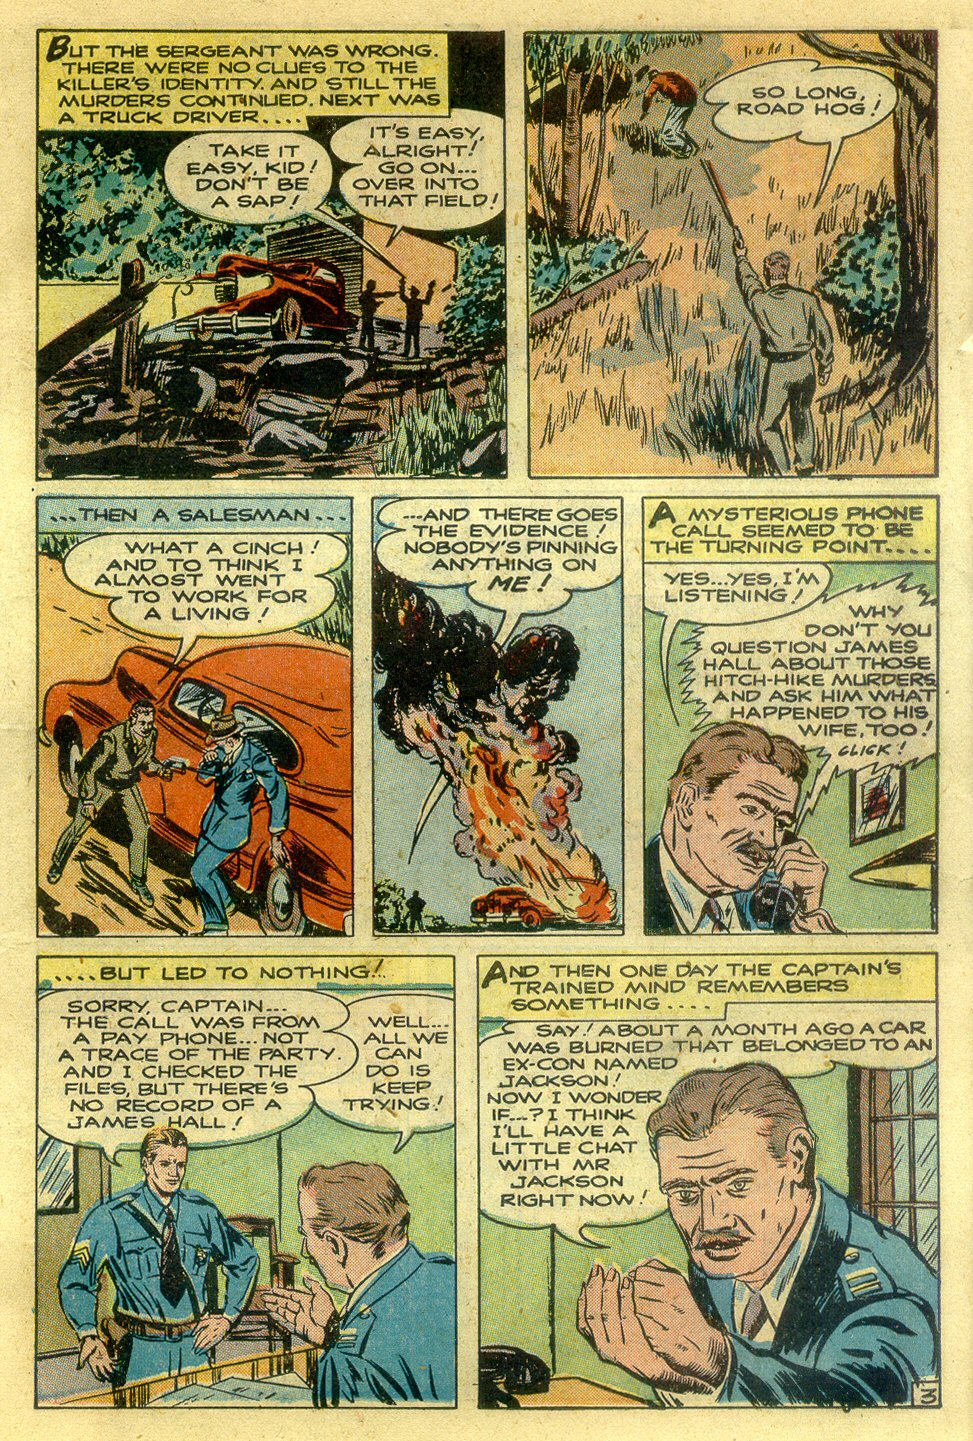 BUT THE SERGEANT WAS WRONG.
THERE WERE NO CLUES TO THE
KILLER'S IDENTITY. AND STILL THE
MURDERS CONTINUED. NEXT WAS
A TRUCK DRIVER....
TAKE IT
EASY, KID!
DON'T BE
A SAP!
IT'S EASY,
ALRIGHT!
GO ON...
OVER INTO
THAT FIELD!
SO LONG,
ROAD HOG!
...THEN A SALESMAN...
WHAT A CINCH!
AND TO THINK I
ALMOST WENT
TO WORK FOR
A LIVING!
...AND THERE GOES
THE EVIDENCE!
NOBODY'S PINNING
ANYTHING ON
ME!
A MYSTERIOUS PHONE
CALL SEEMED TO BE
THE TURNING POINT....
YES...YES, I'M
LISTENING!
WHY
DON'T YOU
QUESTION JAMES
HALL ABOUT THOSE
HITCH-HIKE MURDERS
AND ASK HIM WHAT
HAPPENED TO HIS
WIFE, TOO!
CLICK!
....BUT LED TO NOTHING!
SORRY, CAPTAIN...
THE CALL WAS FROM
A PAY PHONE...NOT
A TRACE OF THE PARTY.
AND I CHECKED THE
FILES, BUT THERE'S
NO RECORD OF A
JAMES HALL!
WELL...
ALL WE
CAN
DO IS
KEEP
TRYING!
AND THEN ONE DAY THE CAPTAIN'S
TRAINED MIND REMEMBERS
SOMETHING....
SAY! ABOUT A MONTH AGO A CAR
WAS BURNED THAT BELONGED TO AN
EX-CON NAMED
JACKSON!
NOW I WONDER
IF...? I THINK
I'LL HAVE A
LITTLE CHAT
WITH MR
JACKSON
RIGHT NOW!
3